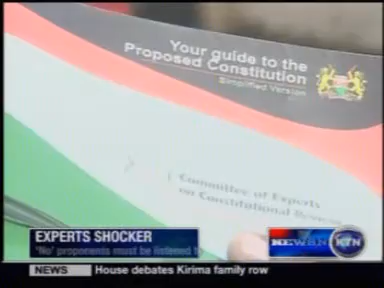 Your guide to the
Proposed Constitution
Simplified Version
Committee of Experts
on Constitutional Review
EXPERTS SHOCKER
'No' proponents must be listened t
NEWS
KTN
NEWS House debates Kirima family row